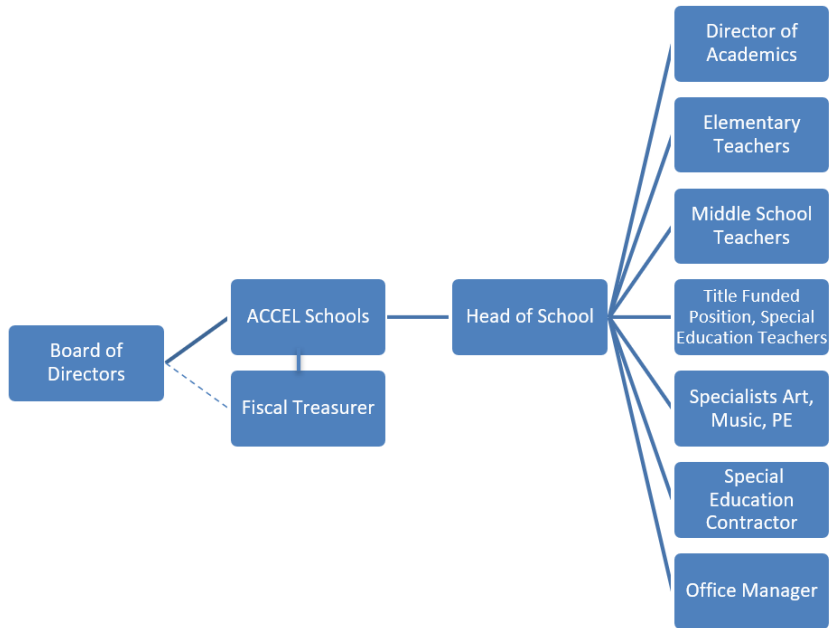 Board of
Directors
ACCEL Schools
Fiscal Treasurer
Head of School
Director of
Academics
Elementary
Teachers
Middle School
Teachers
Title Funded
Position, Special
Education Teachers
Specialists Art,
Music, PE
Special
Education
Contractor
Office Manager